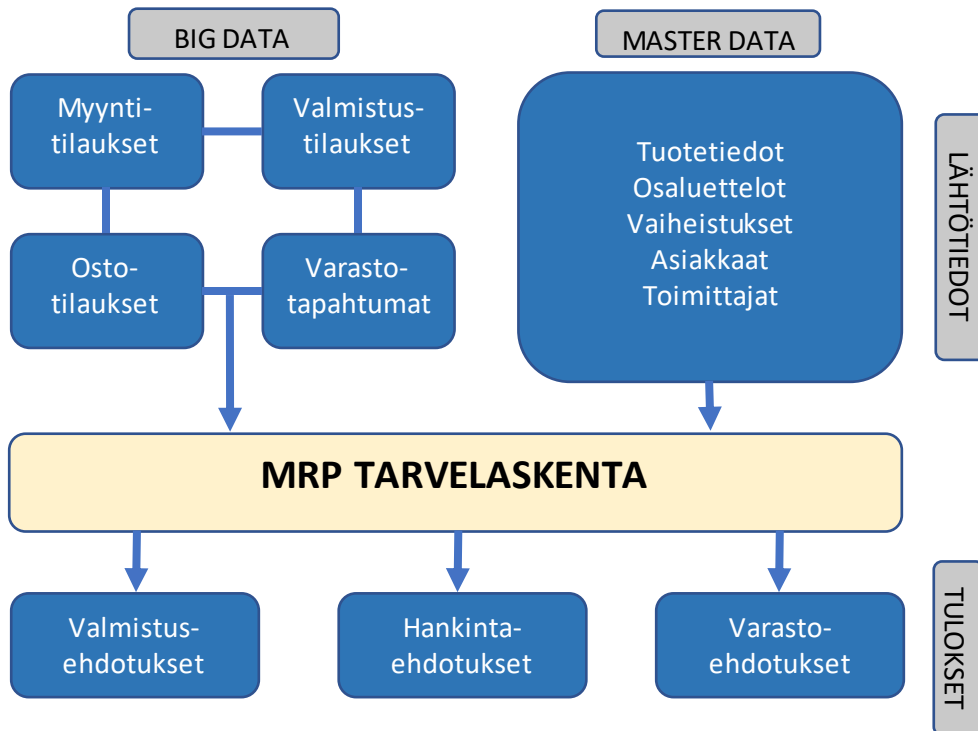 BIG DATA
MASTER DATA
Myynti-
tilaukset
Valmistus-
tilaukset
Osto-
tilaukset
Varasto-
tapahtumat
Tuotetiedot
Osaluettelot
Vaiheistukset
Asiakkaat
Toimittajat
LÄHTÖTIEDOT
MRP TARVELASKENTA
Valmistus-
ehdotukset
Hankinta-
ehdotukset
Varasto-
ehdotukset
TULOKSET